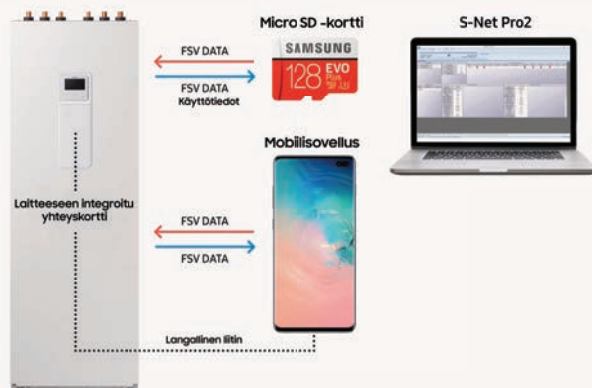 Micro SD -kortti
S-Net Pro2
FSV DATA
SAMSUNG
128 EVO
Plus
FSV DATA
Käyttötiedot
Mobilisovellus
Laitteeseen integroitu
yhteyskortti
FSV DATA
FSV DATA
Langallinen liitin